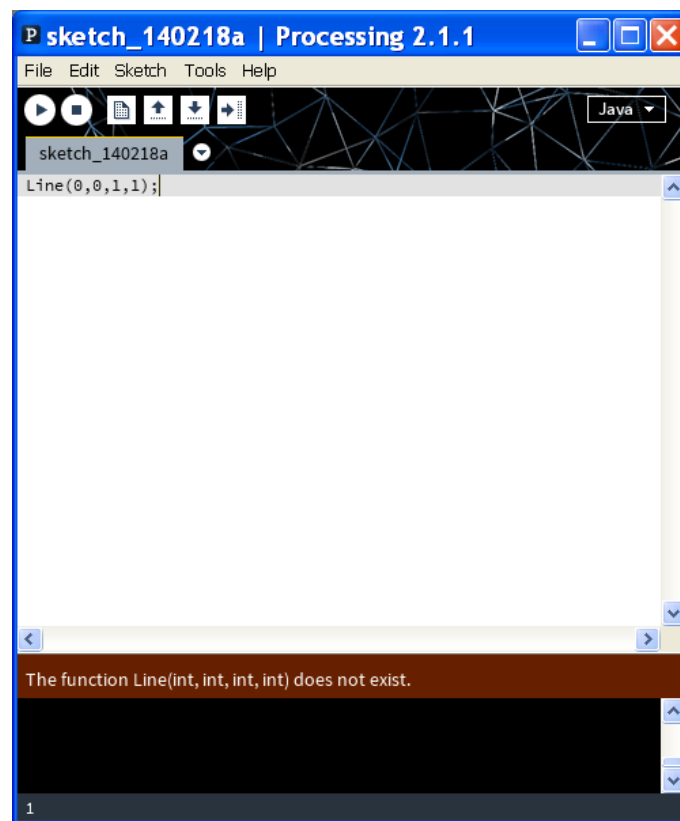 P sketch_140218a | Processing 2.1.1
File Edit Sketch Tools Help
Java
sketch_140218a
Line(0,0,1,1);
The function Line(int, int, int, int) does not exist.
1